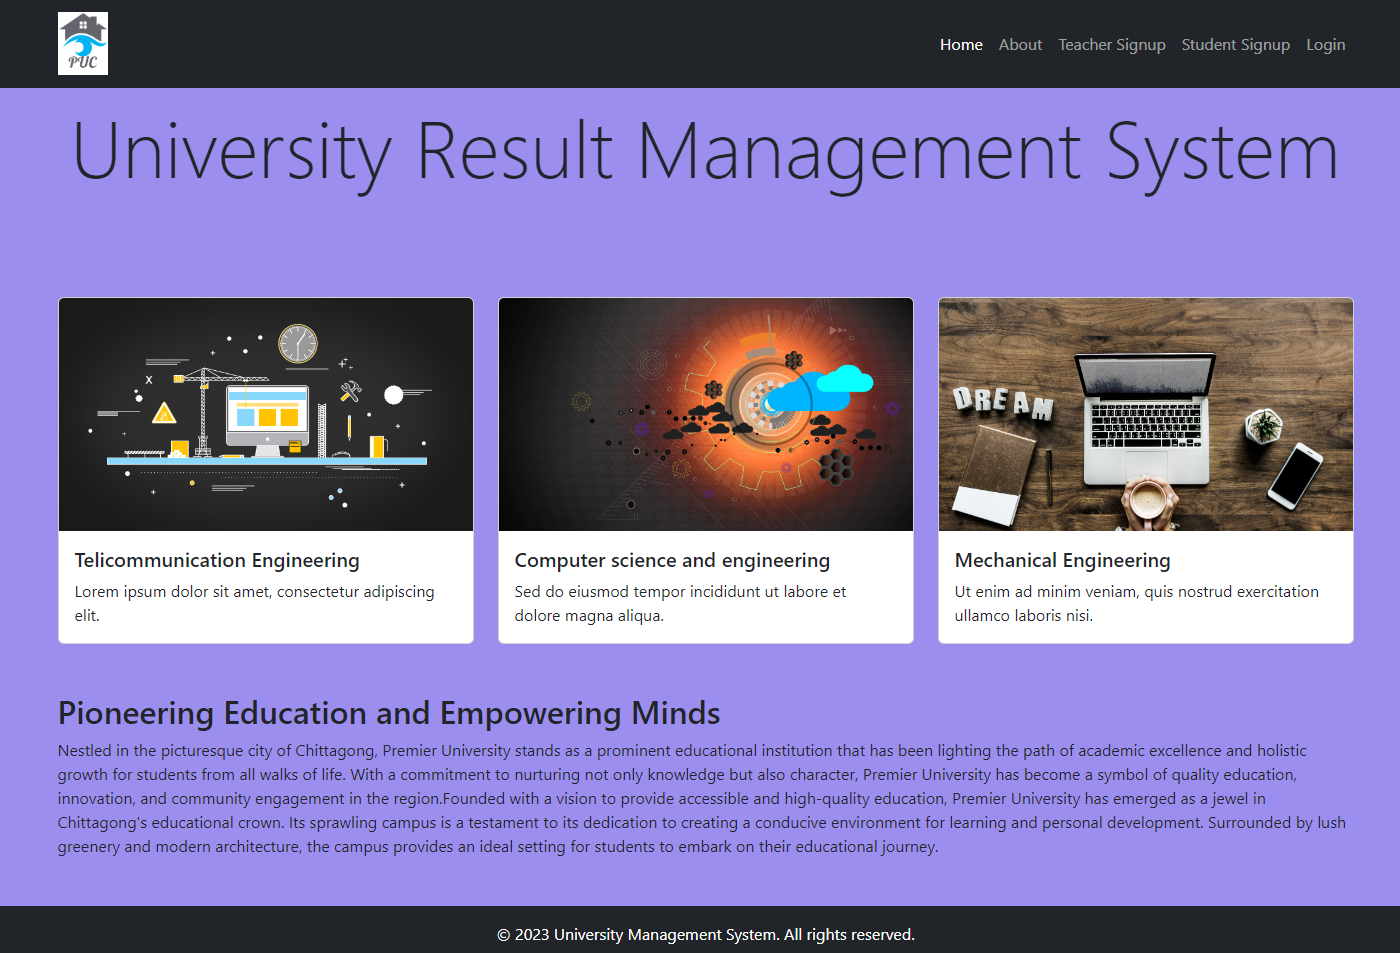 PUC
Home About Teacher Signup Student Signup Login
University Result Management System
X
DREAM
Telicommunication Engineering
Lorem ipsum dolor sit amet, consectetur adipiscing
elit.
Computer science and engineering
Sed do eiusmod tempor incididunt ut labore et
dolore magna aliqua.
Mechanical Engineering
Ut enim ad minim veniam, quis nostrud exercitation
ullamco laboris nisi.
Pioneering Education and Empowering Minds
Nestled in the picturesque city of Chittagong, Premier University stands as a prominent educational institution that has been lighting the path of academic excellence and holistic
growth for students from all walks of life. With a commitment to nurturing not only knowledge but also character, Premier University has become a symbol of quality education,
innovation, and community engagement in the region.Founded with a vision to provide accessible and high-quality education, Premier University has emerged as a jewel in
Chittagong's educational crown. Its sprawling campus is a testament to its dedication to creating a conducive environment for learning and personal development. Surrounded by lush
greenery and modern architecture, the campus provides an ideal setting for students to embark on their educational journey.
© 2023 University Management System. All rights reserved.